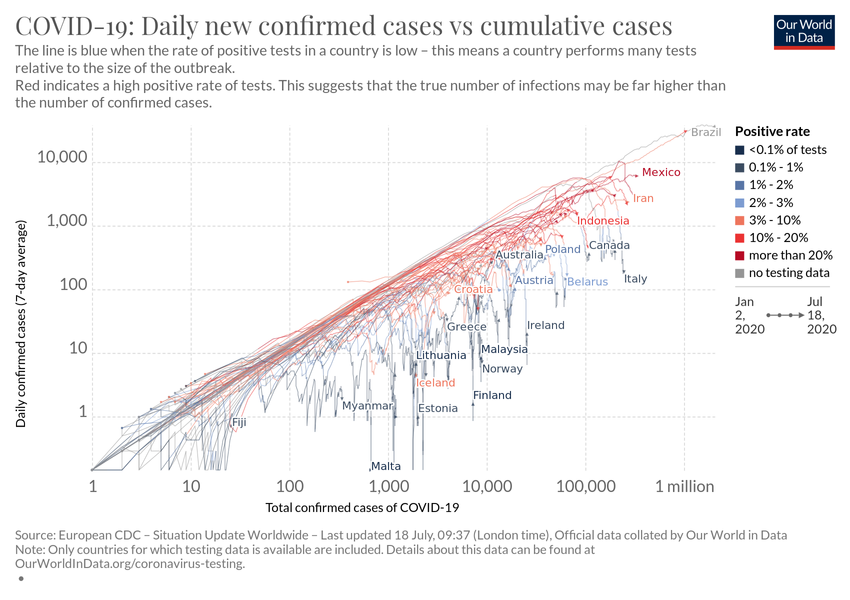 COVID-19: Daily new confirmed cases vs cumulative cases
Our World
in Data
The line is blue when the rate of positive tests in a country is low – this means a country performs many tests
relative to the size of the outbreak.
Red indicates a high positive rate of tests. This suggests that the true number of infections may be far higher than
the number of confirmed cases.
Daily confirmed cases (7-day average)
10,000
1,000
100
10
1
Brazil
Mexico
Iran
Indonesia
Canada
Poland
Australia
Italy
Austria
Belarus
Croatia
Greece
Ireland
Malaysia
Lithuania
Norway
Iceland
Finland
Myanmar
Estonia
Fiji
Malta
1
10
100
1,000
10,000
100,000
1 million
Total confirmed cases of COVID-19
Positive rate
<0.1% of tests
0.1% - 1%
1% - 2%
2% - 3%
3% - 10%
10% - 20%
more than 20%
no testing data
Jan
2,
2020
Jul
18,
2020
Source: European CDC – Situation Update Worldwide – Last updated 18 July, 09:37 (London time), Official data collated by Our World in Data
Note: Only countries for which testing data is available are included. Details about this data can be found at
OurWorldInData.org/coronavirus-testing.